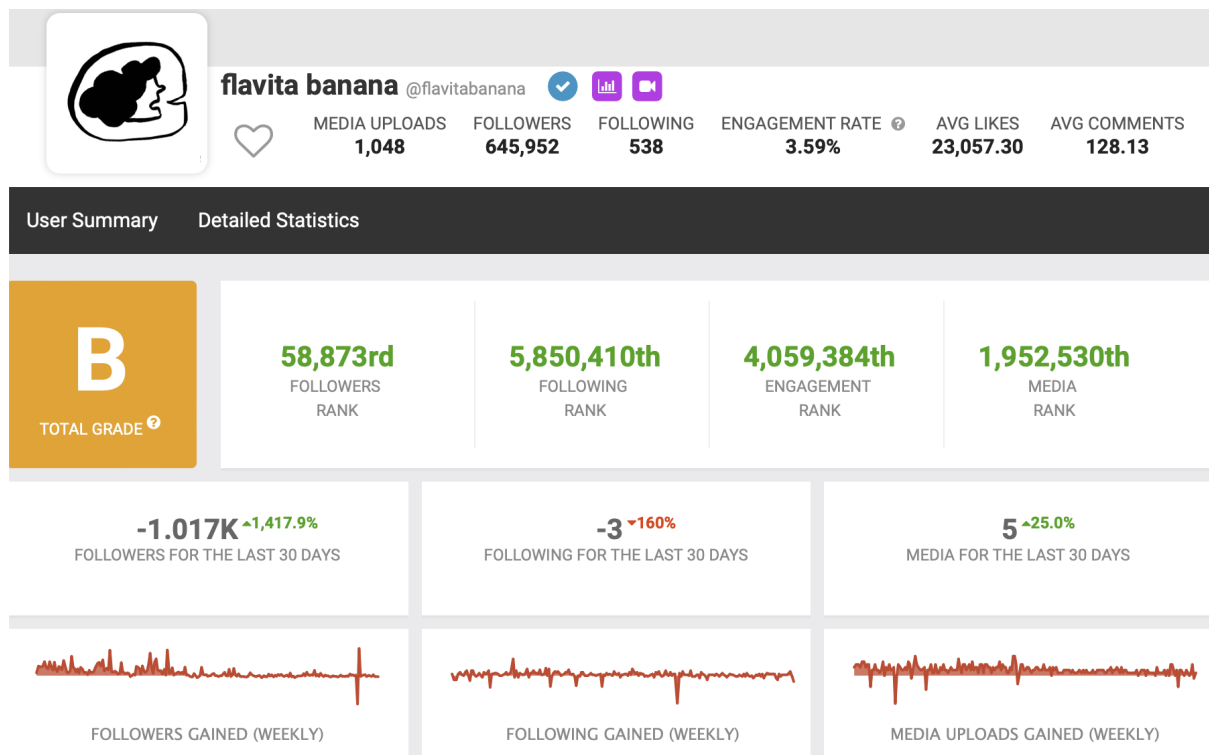 flavita banana @flavitabanana
MEDIA UPLOADS FOLLOWERS FOLLOWING ENGAGEMENT RATE ? AVG LIKES AVG COMMENTS
1,048 645,952 538 3.59% 23,057.30 128.13
User Summary Detailed Statistics
B
TOTAL GRADE ?
58,873rd 5,850,410th 4,059,384th 1,952,530th
FOLLOWERS FOLLOWING ENGAGEMENT MEDIA
RANK RANK RANK RANK
-1.017K 1,417.9% -3 160% 5 25.0%
FOLLOWERS FOR THE LAST 30 DAYS FOLLOWING FOR THE LAST 30 DAYS MEDIA FOR THE LAST 30 DAYS
FOLLOWERS GAINED (WEEKLY) FOLLOWING GAINED (WEEKLY) MEDIA UPLOADS GAINED (WEEKLY)